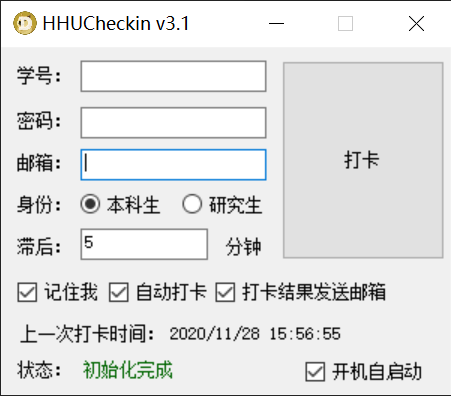 HHUCheckin v3.1
学号：
密码：
打卡
邮箱：
身份： 本科生 研究生
滞后： 5 分钟
记住我 自动打卡 打卡结果发送邮箱
上一次打卡时间： 2020/11/28 15:56:55
状态： 初始化完成 开机自启动